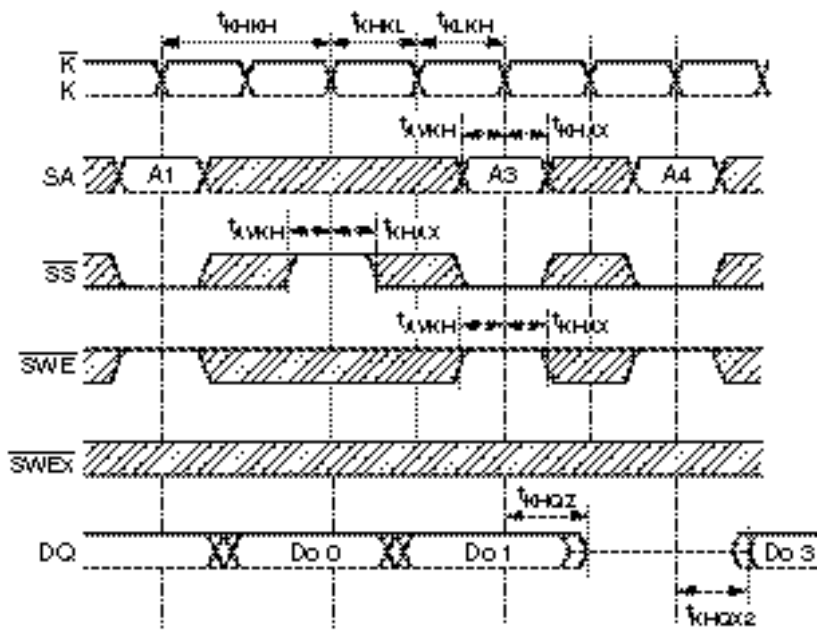 tKHKH tKHKL tKLKH
K
K
tAVKH tKHAX
SA A1 A3 A4
tAVKH tKHAX
SS
tAVKH tKHAX
SWE
SWEx
tKHQZ
DQ Do 0 Do 1 Do 3
tKHQX2